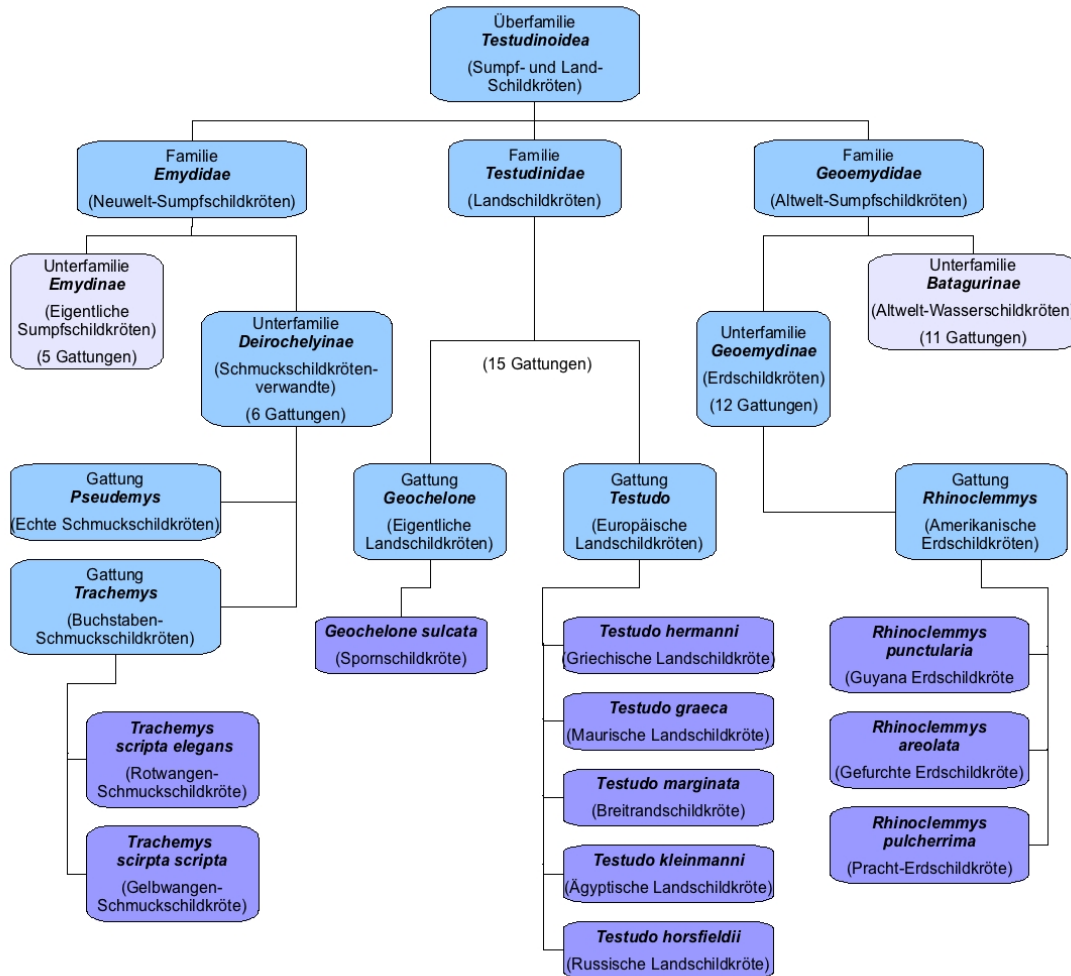 Überfamilie
Testudinoidea
(Sumpf- und Land-
Schildkröten)
Familie
Emydidae
(Neuwelt-Sumpfschildkröten)
Familie
Testudinidae
(Landschildkröten)
Familie
Geoemydidae
(Altwelt-Sumpfschildkröten)
Unterfamilie
Emydinae
(Eigentliche
Sumpfschildkröten)
(5 Gattungen)
Unterfamilie
Deirochelyinae
(Schmuckschildkröten-
verwandte)
(6 Gattungen)
(15 Gattungen)
Unterfamilie
Geoemydinae
(Erdschildkröten)
(12 Gattungen)
Unterfamilie
Batagurinae
(Altwelt-Wasserschildkröten)
(11 Gattungen)
Gattung
Pseudemys
(Echte Schmuckschildkröten)
Gattung
Trachemys
(Buchstaben-
Schmuckschildkröten)
Gattung
Geochelone
(Eigentliche
Landschildkröten)
Gattung
Testudo
(Europäische
Landschildkröten)
Gattung
Rhinoclemmys
(Amerikanische
Erdschildkröten)
Trachemys
scripta elegans
(Rotwangen-
Schmuckschildkröte)
Trachemys
scirpta scripta
(Gelbwangen-
Schmuckschildkröte)
Geochelone sulcata
(Spornschildkröte)
Testudo hermanni
(Griechische Landschildkröte)
Testudo graeca
(Maurische Landschildkröte)
Testudo marginata
(Breitrandschildkröte)
Testudo kleinmanni
(Ägyptische Landschildkröte)
Testudo horsfieldii
(Russische Landschildkröte)
Rhinoclemmys
punctularia
(Guyana Erdschildkröte
Rhinoclemmys
areolata
(Gefurchte Erdschildkröte)
Rhinoclemmys
pulcherrima
(Pracht-Erdschildkröte)